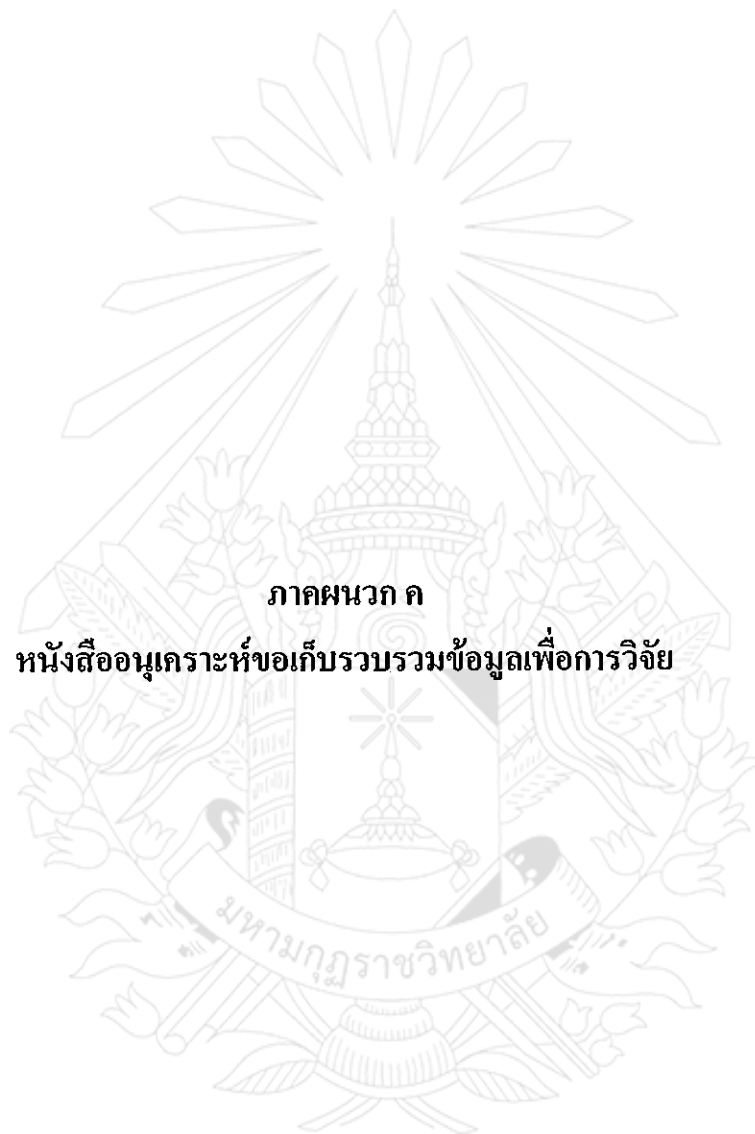 ภาคผนวก ค
หนังสืออนุเคราะห์ขอเก็บรวบรวมข้อมูลเพื่อการวิจัย
มหามกุฏราชวิทยาลัย